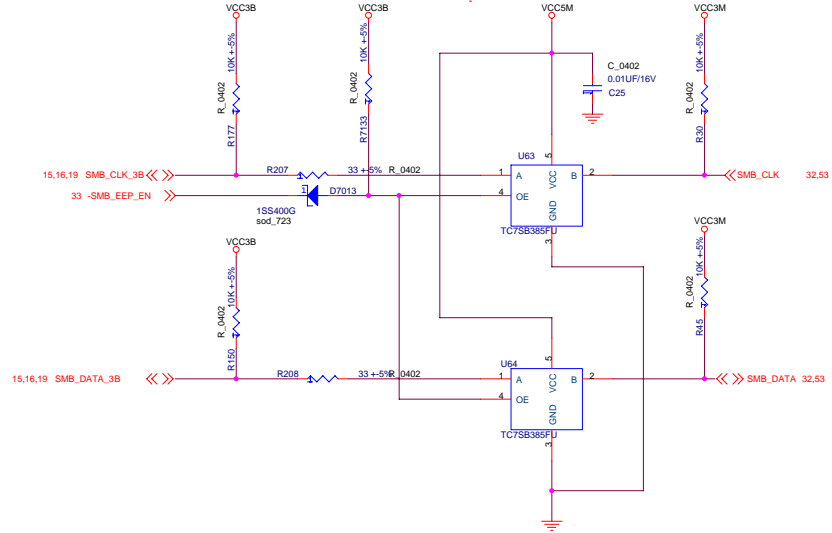 VCC3B
VCC3B
VCC5M
VCC3M
10K +-5%
R_0402
R177
10K +-5%
R_0402
R7133
C_0402
0.01UF/16V
C25
10K +-5%
R_0402
R30
U63
15,16,19 SMB_CLK_3B
R207
1
33 +-5% R_0402
1
A
VCC
5
B
2
SMB_CLK 32,53
33 -SMB_EEP_EN
1
D7013
4
OE
GND
3
1SS400G
sod_723
TC7SB385FU
VCC3B
VCC3M
10K +-5%
R_0402
R150
10K +-5%
R_0402
R45
U64
15,16,19 SMB_DATA_3B
R208
1
33 +-5% R_0402
1
A
VCC
5
B
2
SMB_DATA 32,53
4
OE
GND
3
TC7SB385FU